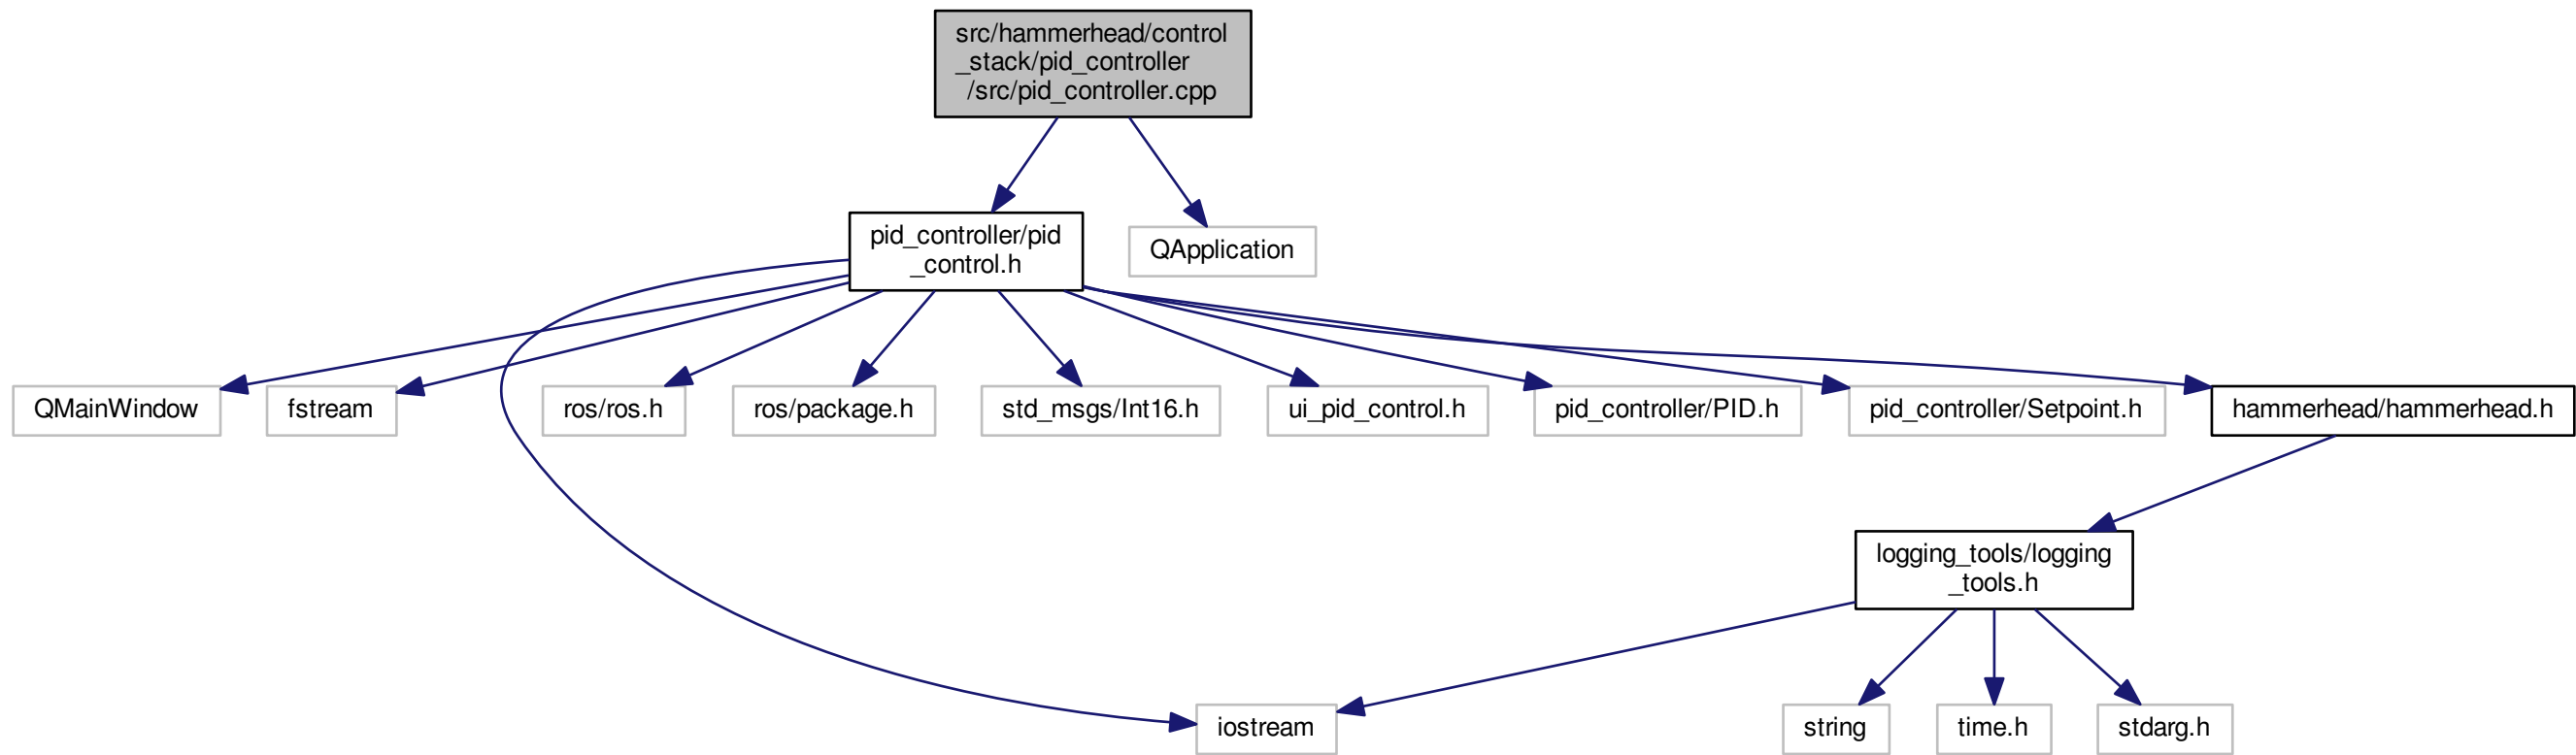 src/hammerhead/control
_stack/pid_controller
/src/pid_controller.cpp
pid_controller/pid
_control.h
QApplication
QMainWindow
fstream
ros/ros.h
ros/package.h
std_msgs/Int16.h
ui_pid_control.h
pid_controller/PID.h
pid_controller/Setpoint.h
hammerhead/hammerhead.h
logging_tools/logging
_tools.h
iostream
string
time.h
stdarg.h